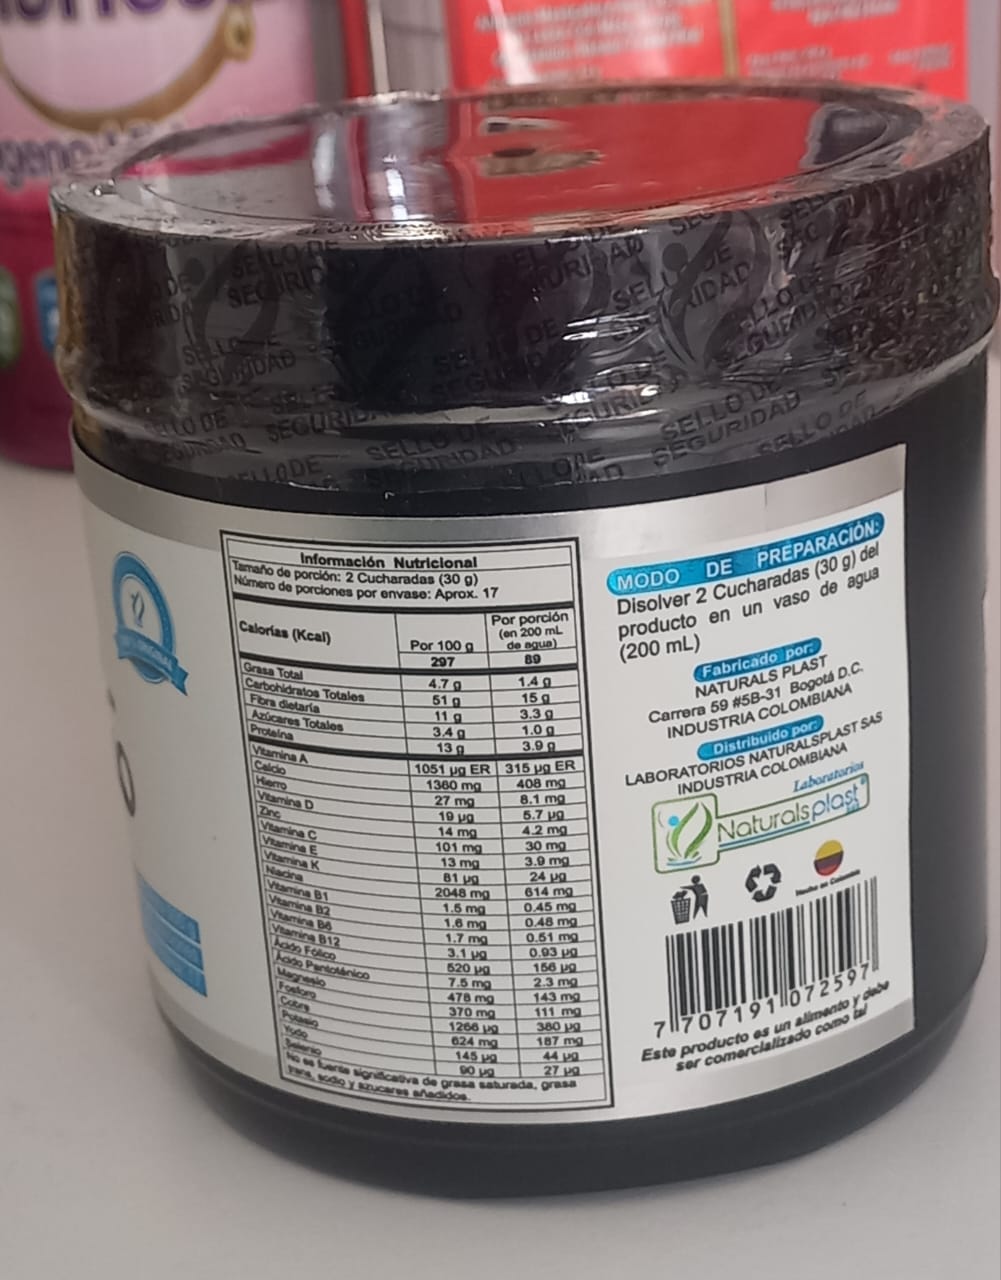 SELLO DE
SEGURIDAD
100% ORIGINAL
Información Nutricional
Tamaño de porción: 2 Cucharadas (30 g)
Número de porciones por envase: Aprox. 17
Calorías (Kcal) Por 100 g Por porción (en 200 mL de agua)
297 89
Grasa Total 4.7 g 1.4 g
Carbohidratos Totales 51 g 15 g
Fibra dietaria 11 g 3.3 g
Azúcares Totales 3.4 g 1.0 g
Proteína 13 g 3.9 g
Vitamina A 1051 µg ER 315 µg ER
Calcio 1360 mg 408 mg
Hierro 27 mg 8.1 mg
Vitamina D 19 µg 5.7 µg
Zinc 14 mg 4.2 mg
Vitamina C 101 mg 30 mg
Vitamina E 13 mg 3.9 mg
Vitamina K 81 µg 24 µg
Niacina 2048 mg 614 mg
Vitamina B1 1.5 mg 0.45 mg
Vitamina B2 1.6 mg 0.48 mg
Vitamina B6 1.7 mg 0.51 mg
Vitamina B12 3.1 µg 0.93 µg
Ácido Fólico 520 µg 156 µg
Ácido Pantoténico 7.5 mg 2.3 mg
Magnesio 478 mg 143 mg
Fosforo 370 mg 111 mg
Cobre 1266 µg 380 µg
Potasio 624 mg 187 mg
Yodo 145 µg 44 µg
Selenio 90 µg 27 µg
No es fuente significativa de grasa saturada, grasa
trans, sodio y azucares añadidos.
MODO DE PREPARACIÓN:
Disolver 2 Cucharadas (30 g) del
producto en un vaso de agua
(200 mL)
Fabricado por:
NATURALS PLAST
Carrera 59 #5B-31 Bogotá D.C.
INDUSTRIA COLOMBIANA
Distribuido por:
LABORATORIOS NATURALSPLAST SAS
INDUSTRIA COLOMBIANA
Laboratorios
Naturalsplast
Hecho en Colombia
7 707191 072597
Este producto es un alimento y debe
ser comercializado como tal